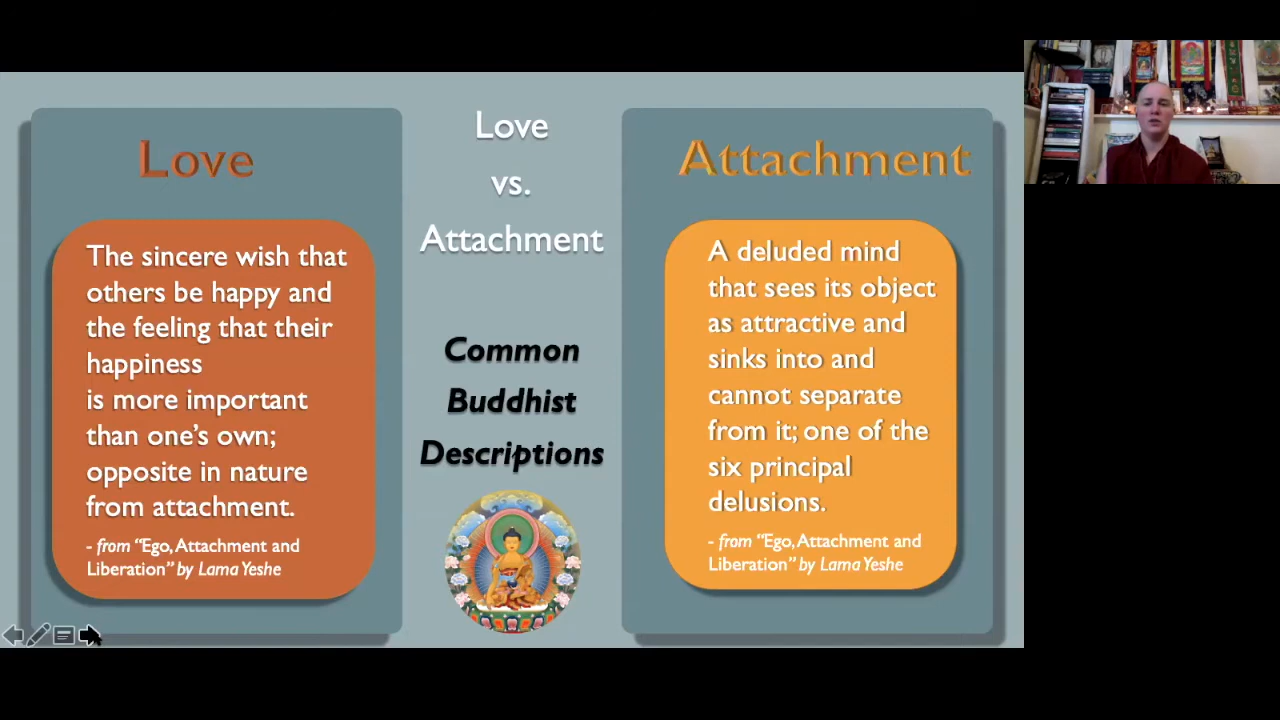 Love
The sincere wish that
others be happy and
the feeling that their
happiness
is more important
than one's own;
opposite in nature
from attachment.
- from “Ego, Attachment and
Liberation” by Lama Yeshe
Love
vs.
Attachment
Common
Buddhist
Descriptions
Attachment
A deluded mind
that sees its object
as attractive and
sinks into and
cannot separate
from it; one of the
six principal
delusions.
- from “Ego, Attachment and
Liberation” by Lama Yeshe